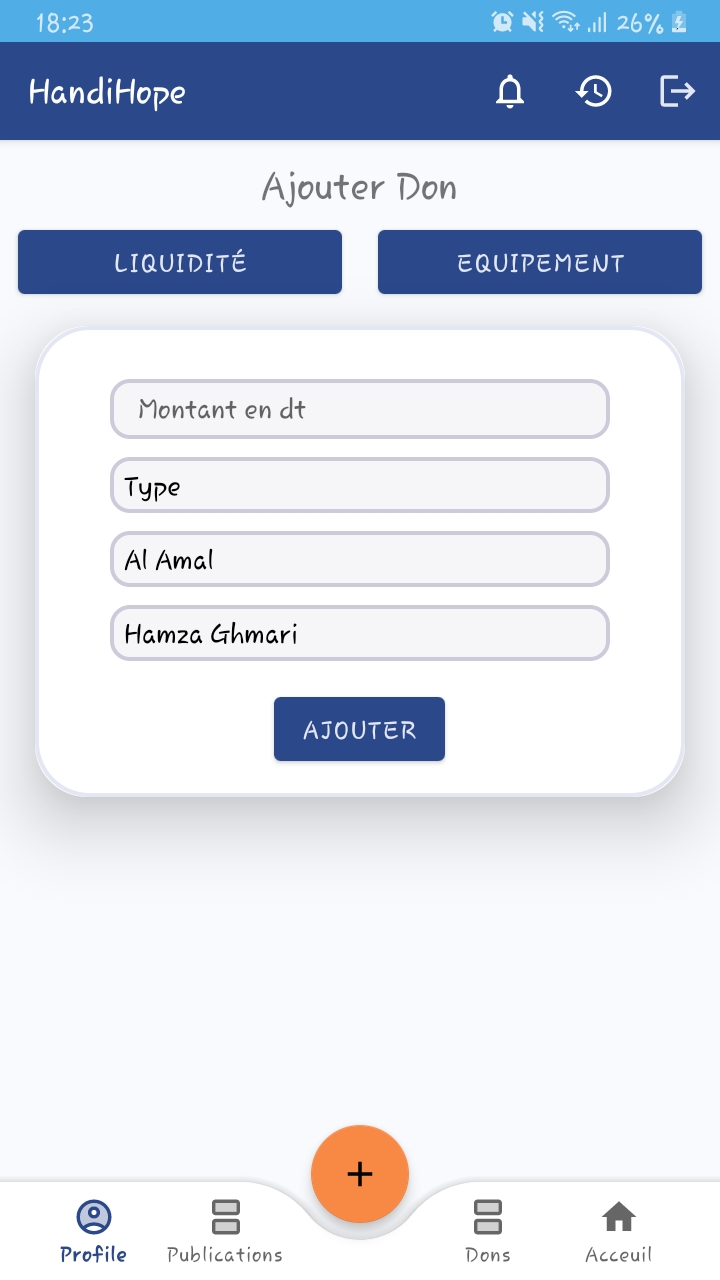 18:23 26%
HandiHope
Ajouter Don
LIQUIDITÉ EQUIPEMENT
Montant en dt
Type
Al Amal
Hamza Ghmari
AJOUTER
+
Profile Publications Dons Acceuil